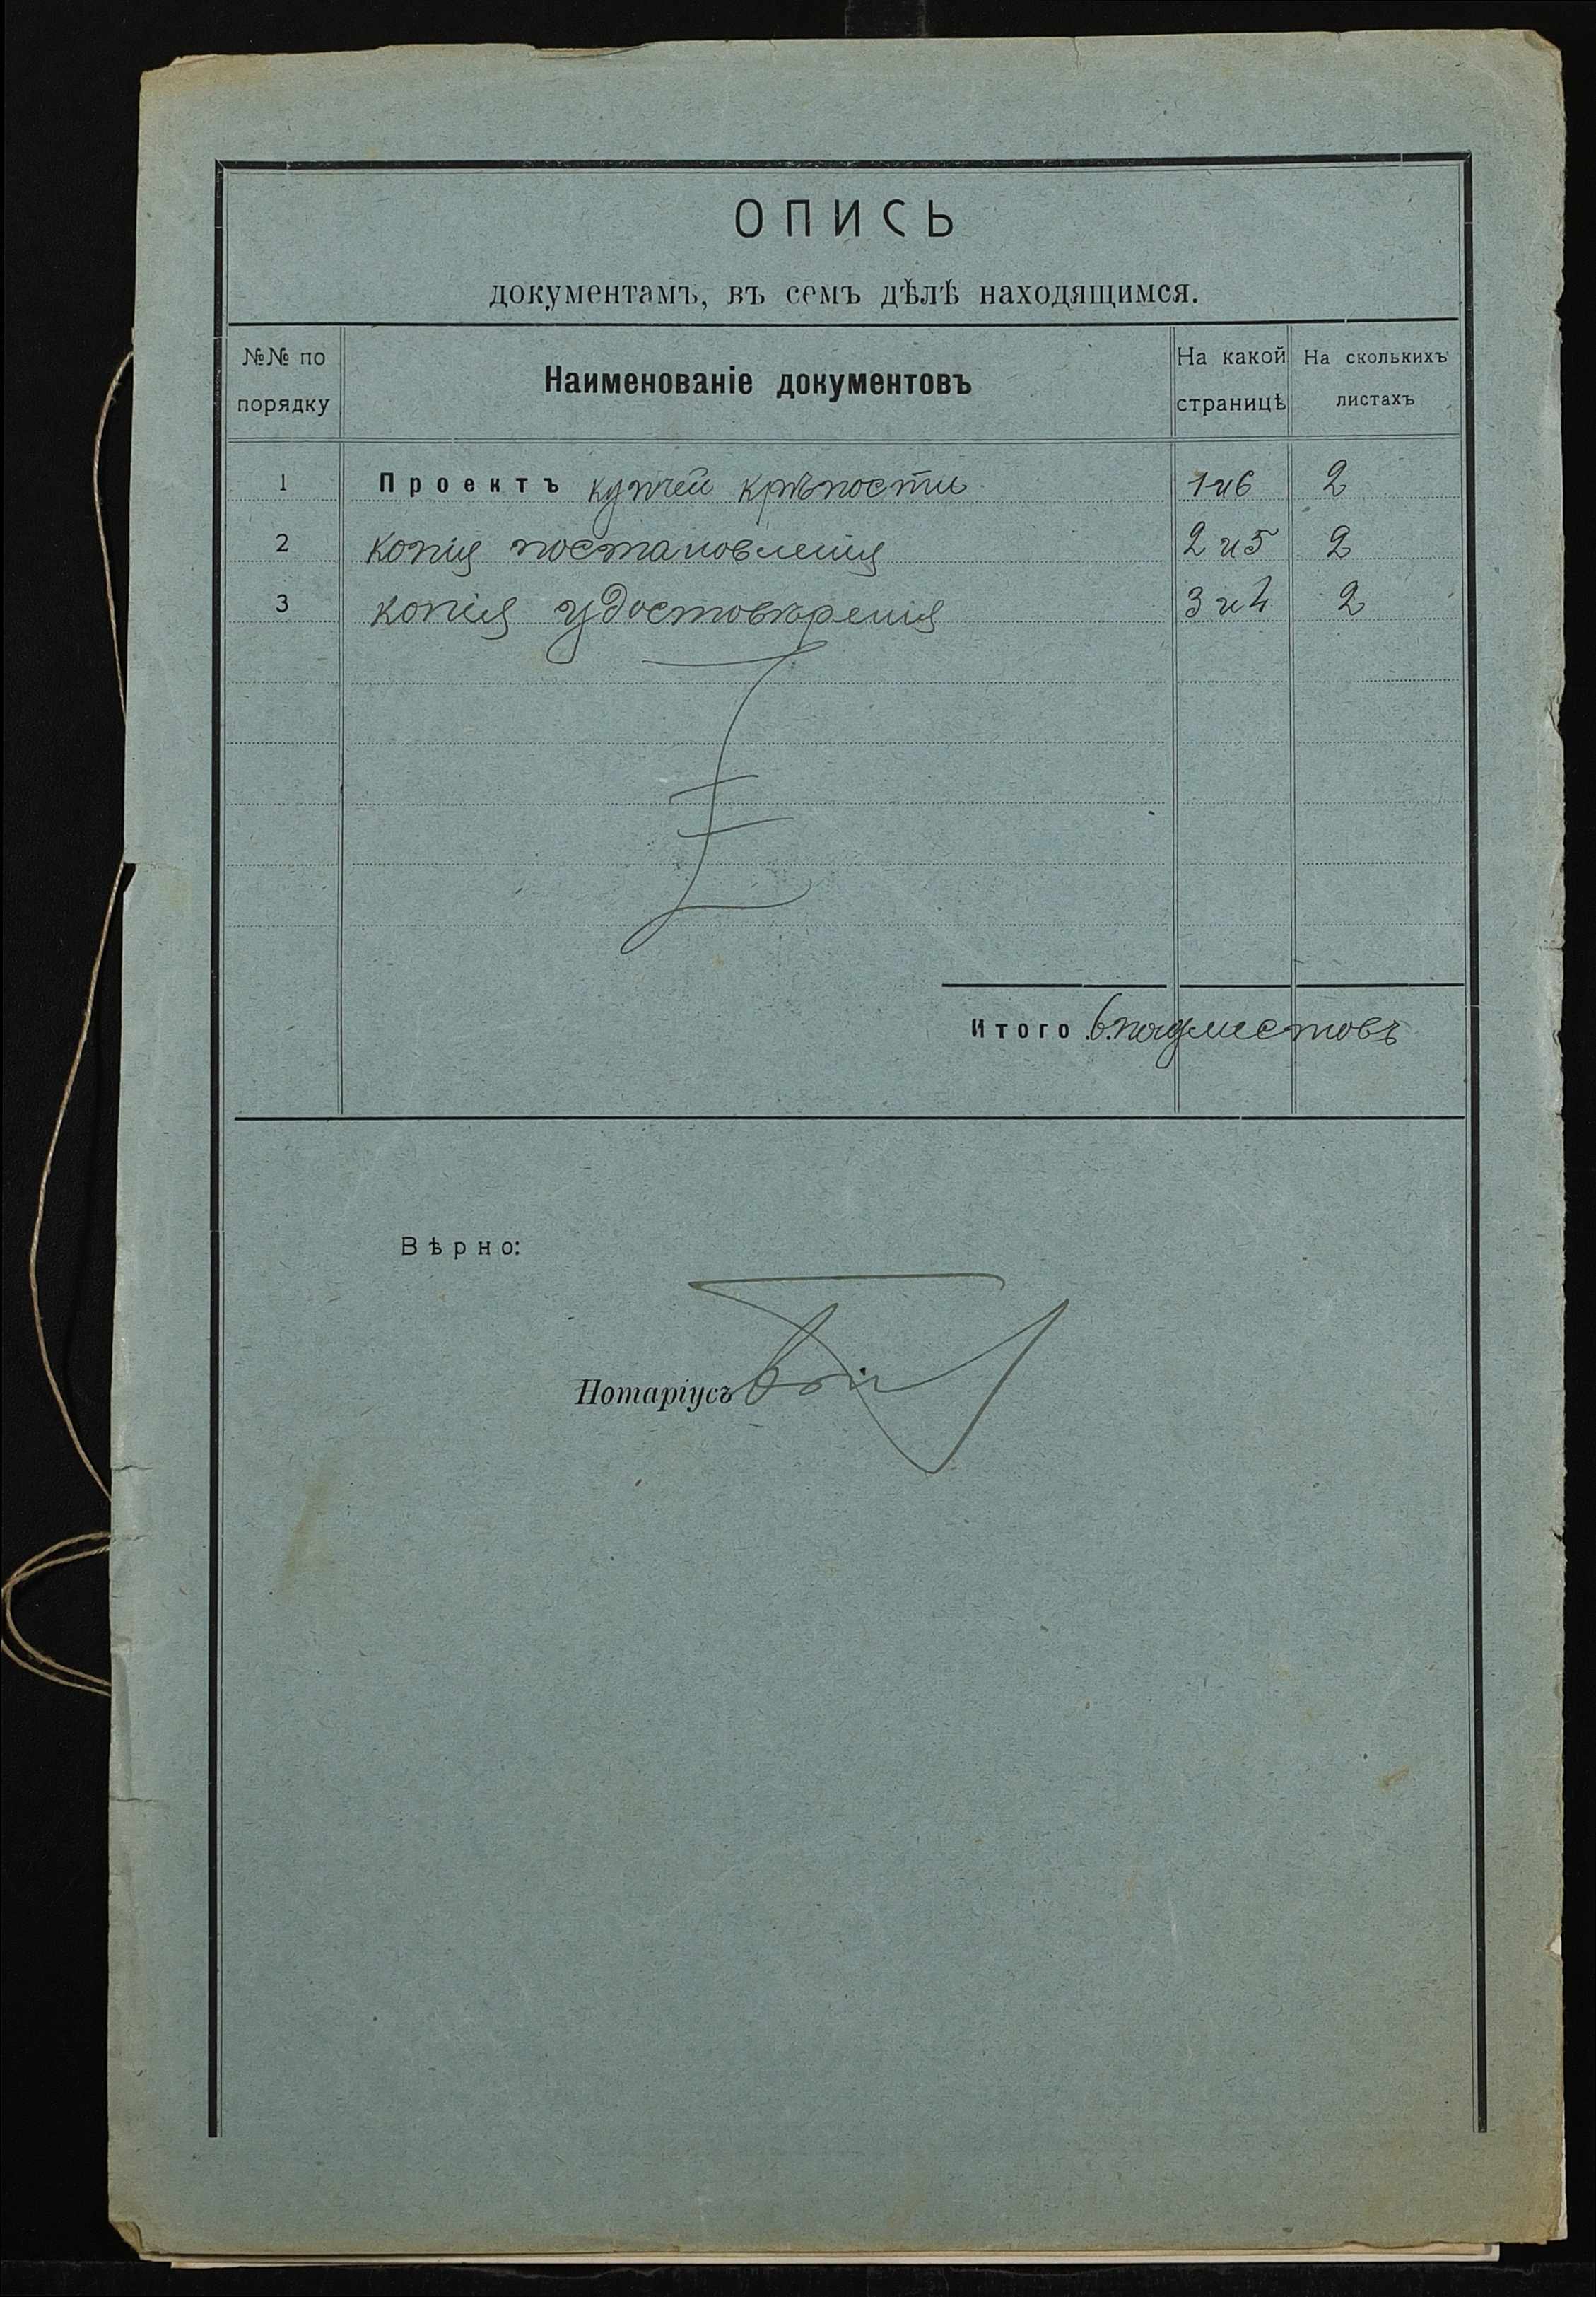 ОПИСЬ
документамъ, въ семъ дѣлѣ находящимся.
№№ по порядку Наименованіе документовъ На какой страницѣ На сколькихъ листахъ
1 Проектъ купчей крѣпости 1 и 6 2
2 копія постановленія 2 и 5 2
3 копія удостовѣренія 3 и 4 2
Итого 6 полулистовъ
Вѣрно:
Нотаріусъ